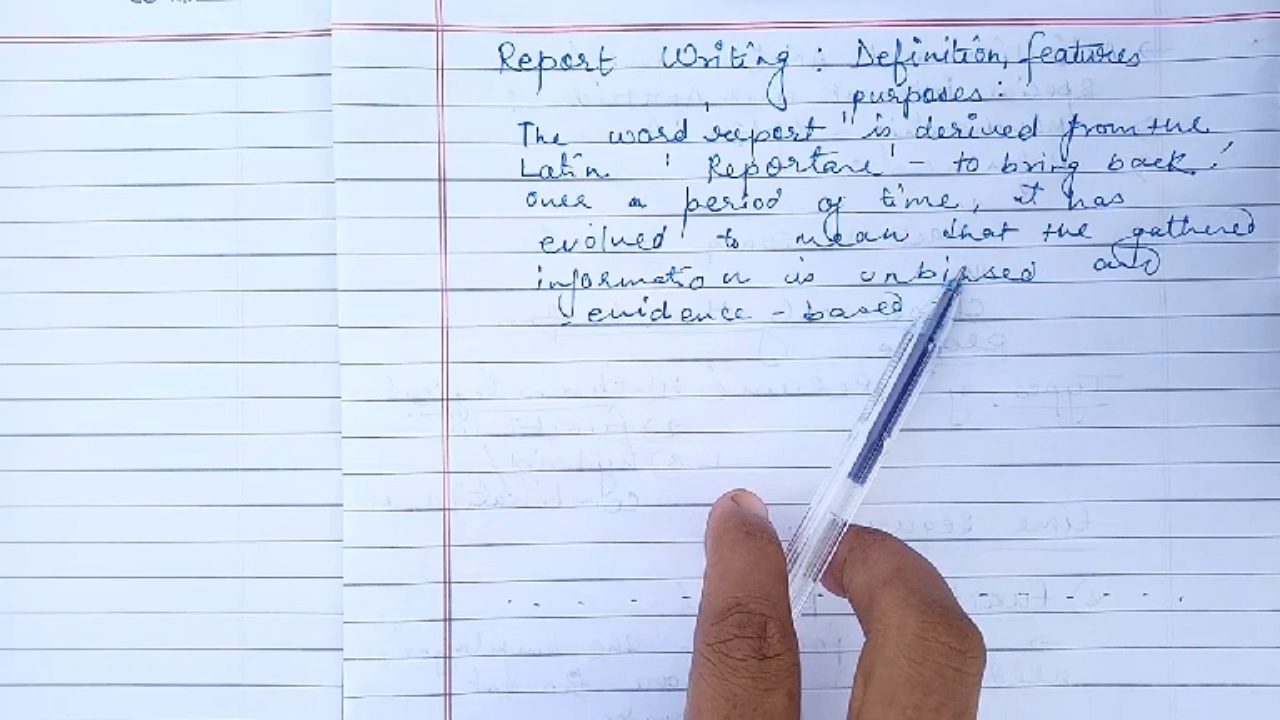 Report Writing : Definition, features
purposes :
The word report" is derived from the
Latin ' Reportare' - to bring back.'
over a period of time, it has
evolved to mean that the gathered
information is unbiased and
evidence - based